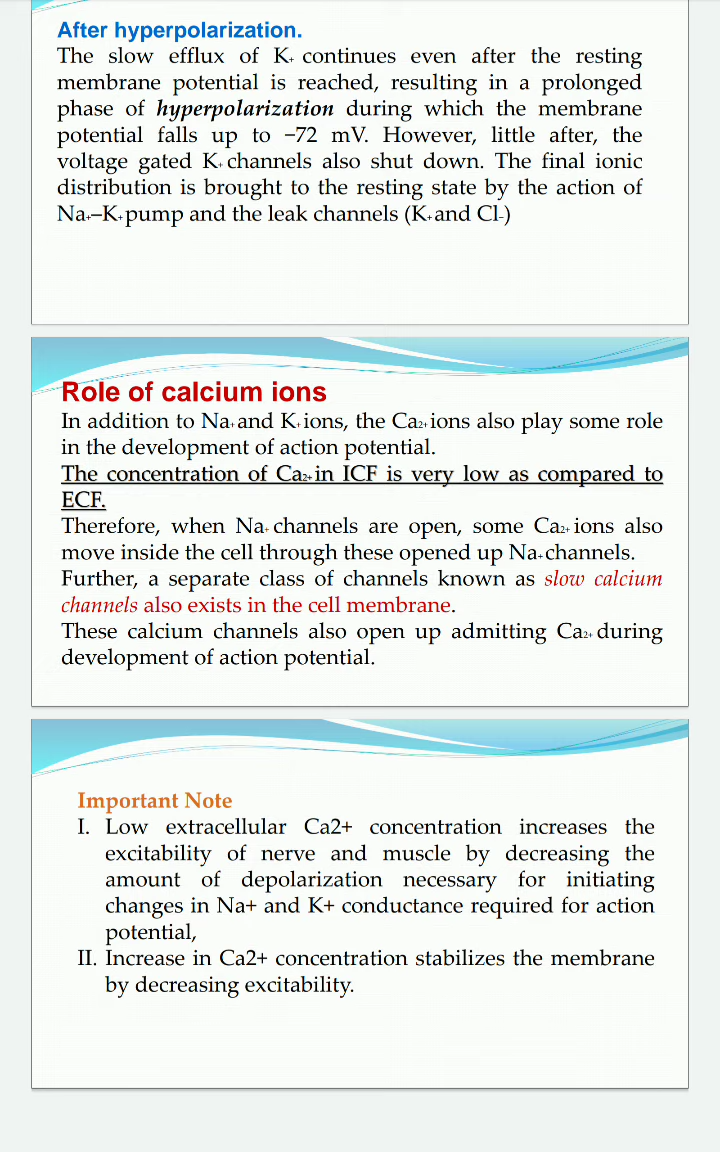 After hyperpolarization.
The slow efflux of K+ continues even after the resting
membrane potential is reached, resulting in a prolonged
phase of hyperpolarization during which the membrane
potential falls up to −72 mV. However, little after, the
voltage gated K+ channels also shut down. The final ionic
distribution is brought to the resting state by the action of
Na+–K+ pump and the leak channels (K+ and Cl-)
Role of calcium ions
In addition to Na+ and K+ ions, the Ca2+ ions also play some role
in the development of action potential.
The concentration of Ca2+ in ICF is very low as compared to
ECF.
Therefore, when Na+ channels are open, some Ca2+ ions also
move inside the cell through these opened up Na+ channels.
Further, a separate class of channels known as slow calcium
channels also exists in the cell membrane.
These calcium channels also open up admitting Ca2+ during
development of action potential.
Important Note
I. Low extracellular Ca2+ concentration increases the
excitability of nerve and muscle by decreasing the
amount of depolarization necessary for initiating
changes in Na+ and K+ conductance required for action
potential,
II. Increase in Ca2+ concentration stabilizes the membrane
by decreasing excitability.